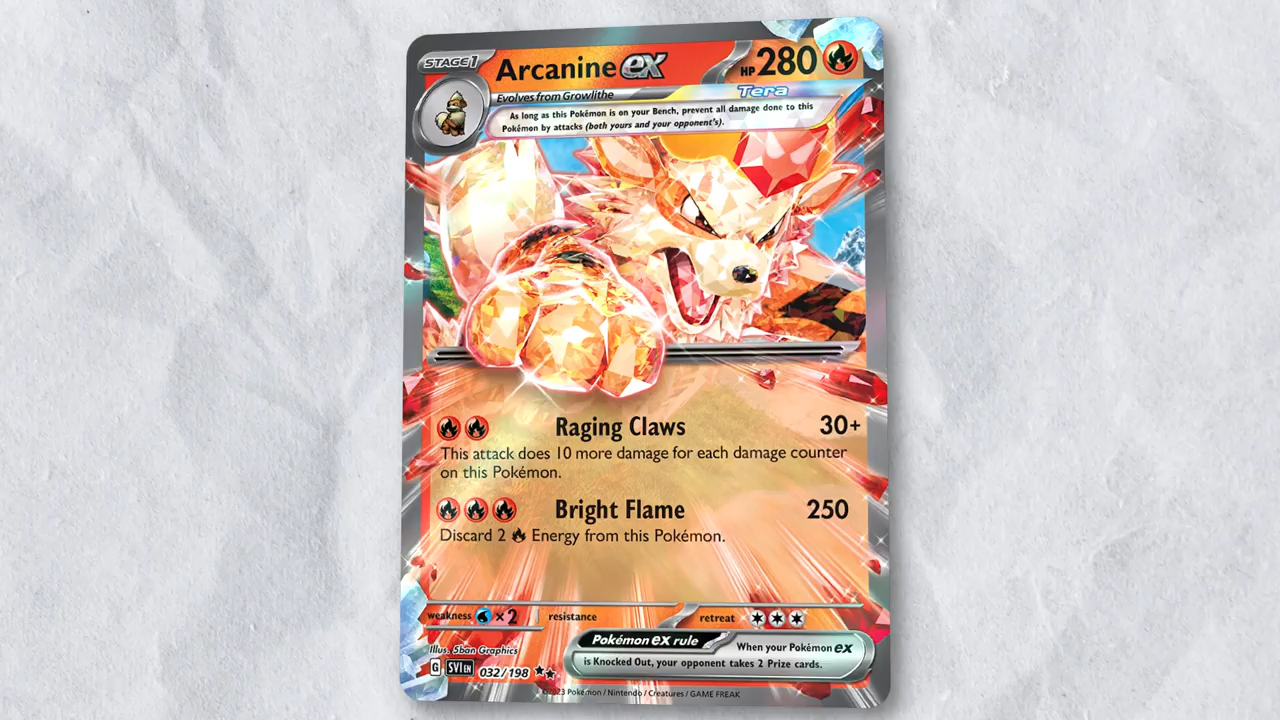 STAGE1 Arcanine ex HP 280
Evolves from Growlithe Tera
As long as this Pokémon is on your Bench, prevent all damage done to this
Pokémon by attacks (both yours and your opponent's).
Raging Claws 30+
This attack does 10 more damage for each damage counter
on this Pokémon.
Bright Flame 250
Discard 2 Energy from this Pokémon.
weakness ×2 resistance retreat
Pokémon ex rule When your Pokémon ex
is Knocked Out, your opponent takes 2 Prize cards.
Illus. 5ban Graphics
G SVI EN 032/198
©2023 Pokémon / Nintendo / Creatures / GAME FREAK